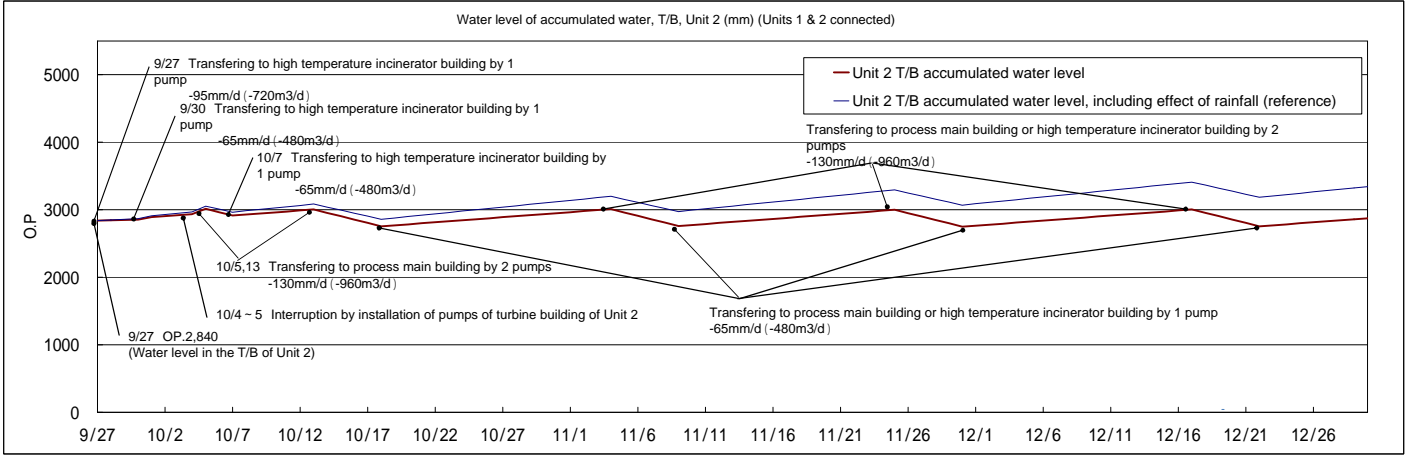 Water level of accumulated water, T/B, Unit 2 (mm) (Units 1 & 2 connected)
Unit 2 T/B accumulated water level
Unit 2 T/B accumulated water level, including effect of rainfall (reference)
9/27 Transfering to high temperature incinerator building by 1
pump
-95mm/d (-720m3/d)
9/30 Transfering to high temperature incinerator building by 1
pump
-65mm/d (-480m3/d)
10/7 Transfering to high temperature incinerator building by
1 pump
-65mm/d (-480m3/d)
Transfering to process main building or high temperature incinerator building by 2
pumps
-130mm/d (-960m3/d)
10/5,13 Transfering to process main building by 2 pumps
-130mm/d (-960m3/d)
10/4 ~ 5 Interruption by installation of pumps of turbine building of Unit 2
Transfering to process main building or high temperature incinerator building by 1 pump
-65mm/d (-480m3/d)
9/27 OP.2,840
(Water level in the T/B of Unit 2)
O.P
5000
4000
3000
2000
1000
0
9/27 10/2 10/7 10/12 10/17 10/22 10/27 11/1 11/6 11/11 11/16 11/21 11/26 12/1 12/6 12/11 12/16 12/21 12/26